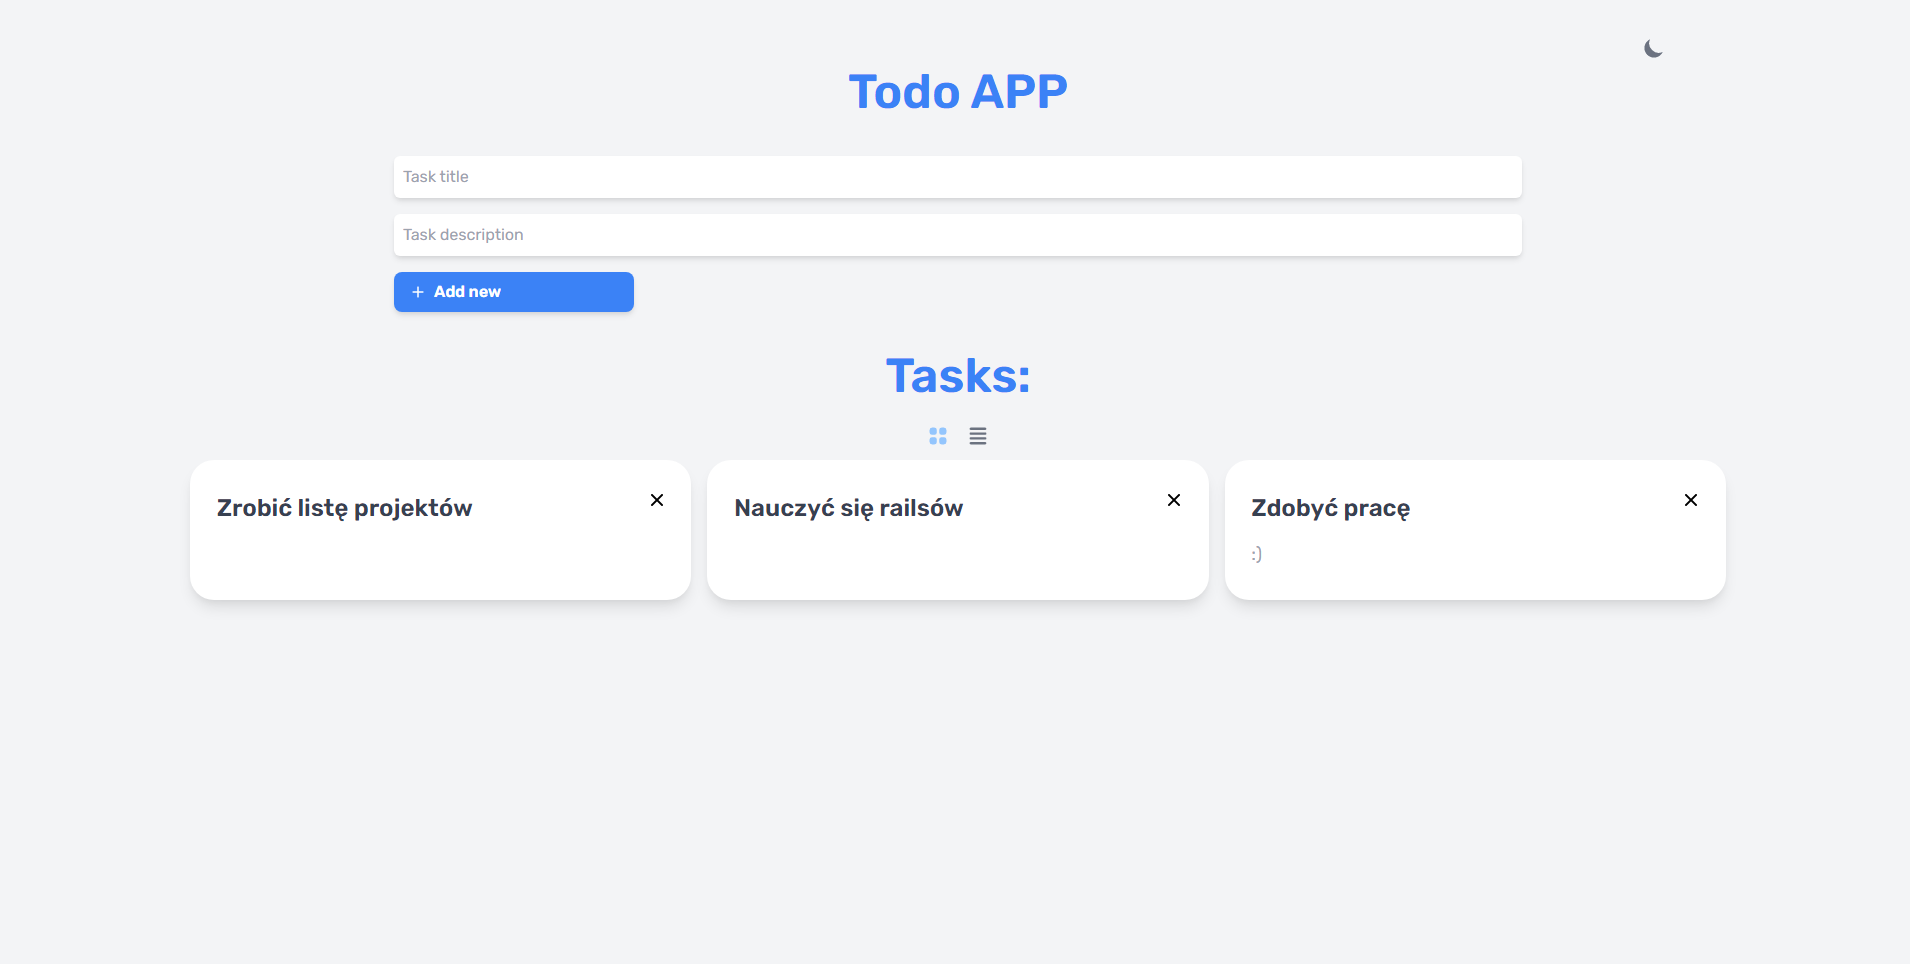 Todo APP
Task title
Task description
Add new
Tasks:
Zrobić listę projektów
Nauczyć się railsów
Zdobyć pracę
:)